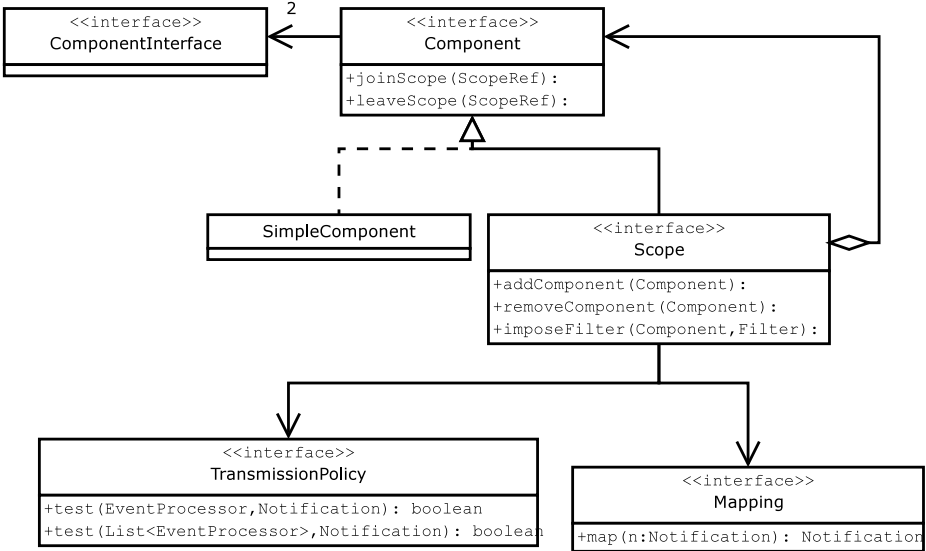 2
<<interface>>
ComponentInterface
<<interface>>
Component
+joinScope(ScopeRef):
+leaveScope(ScopeRef):
SimpleComponent
<<interface>>
Scope
+addComponent(Component):
+removeComponent(Component):
+imposeFilter(Component,Filter):
<<interface>>
TransmissionPolicy
+test(EventProcessor,Notification): boolean
+test(List<EventProcessor>,Notification): boolean
<<interface>>
Mapping
+map(n:Notification): Notification